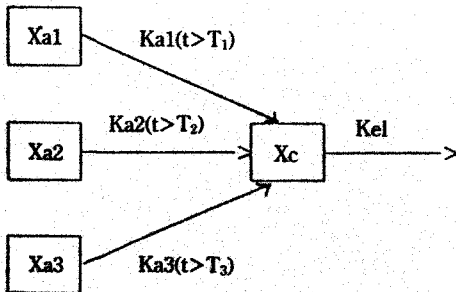 Xa1
Ka1(t>T₁)
Xa2
Ka2(t>T₂)
Xc
Kel
Xa3
Ka3(t>T₃)